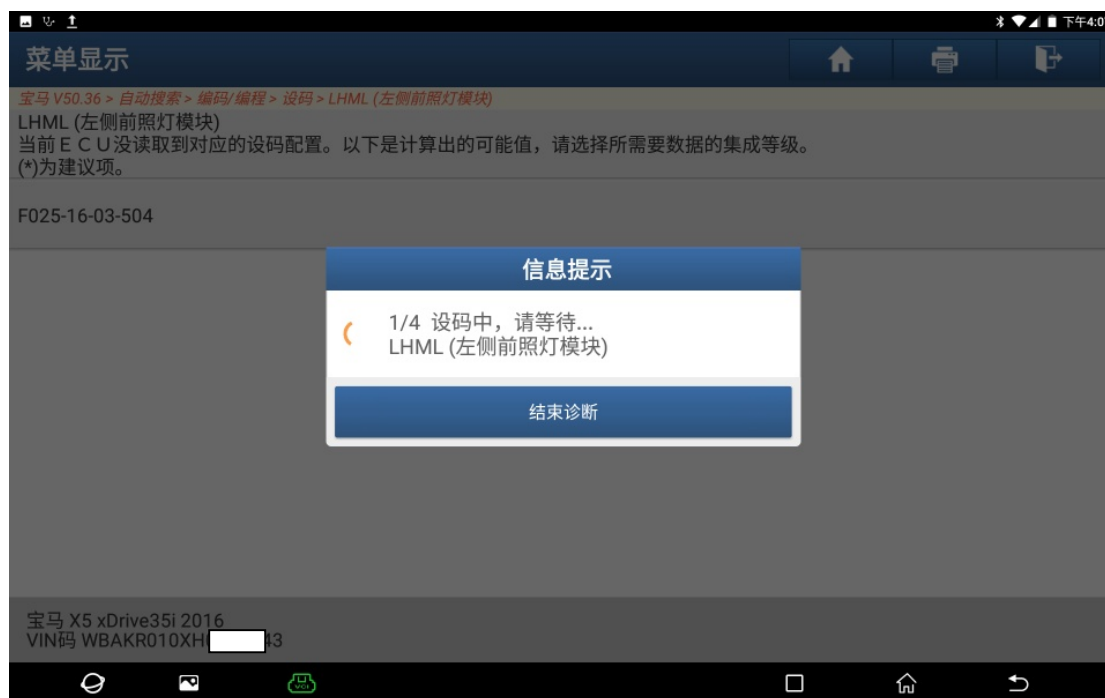 下午4:0
菜单显示
宝马 V50.36 > 自动搜索 > 编码/编程 > 设码 > LHML (左侧前照灯模块)
LHML (左侧前照灯模块)
当前ＥＣＵ没读取到对应的设码配置。以下是计算出的可能值，请选择所需要数据的集成等级。
(*)为建议项。
F025-16-03-504
信息提示
1/4 设码中，请等待...
LHML (左侧前照灯模块)
结束诊断
宝马 X5 xDrive35i 2016
VIN码 WBAKR010XH 43
VCI